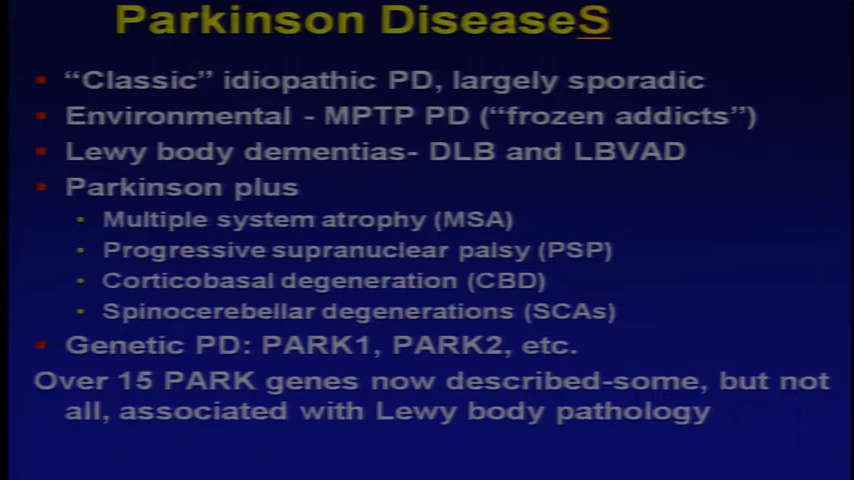 Parkinson DiseaseS
"Classic" idiopathic PD, largely sporadic
Environmental - MPTP PD ("frozen addicts")
Lewy body dementias- DLB and LBVAD
Parkinson plus
Multiple system atrophy (MSA)
Progressive supranuclear palsy (PSP)
Corticobasal degeneration (CBD)
Spinocerebellar degenerations (SCAs)
Genetic PD: PARK1, PARK2, etc.
Over 15 PARK genes now described-some, but not
all, associated with Lewy body pathology